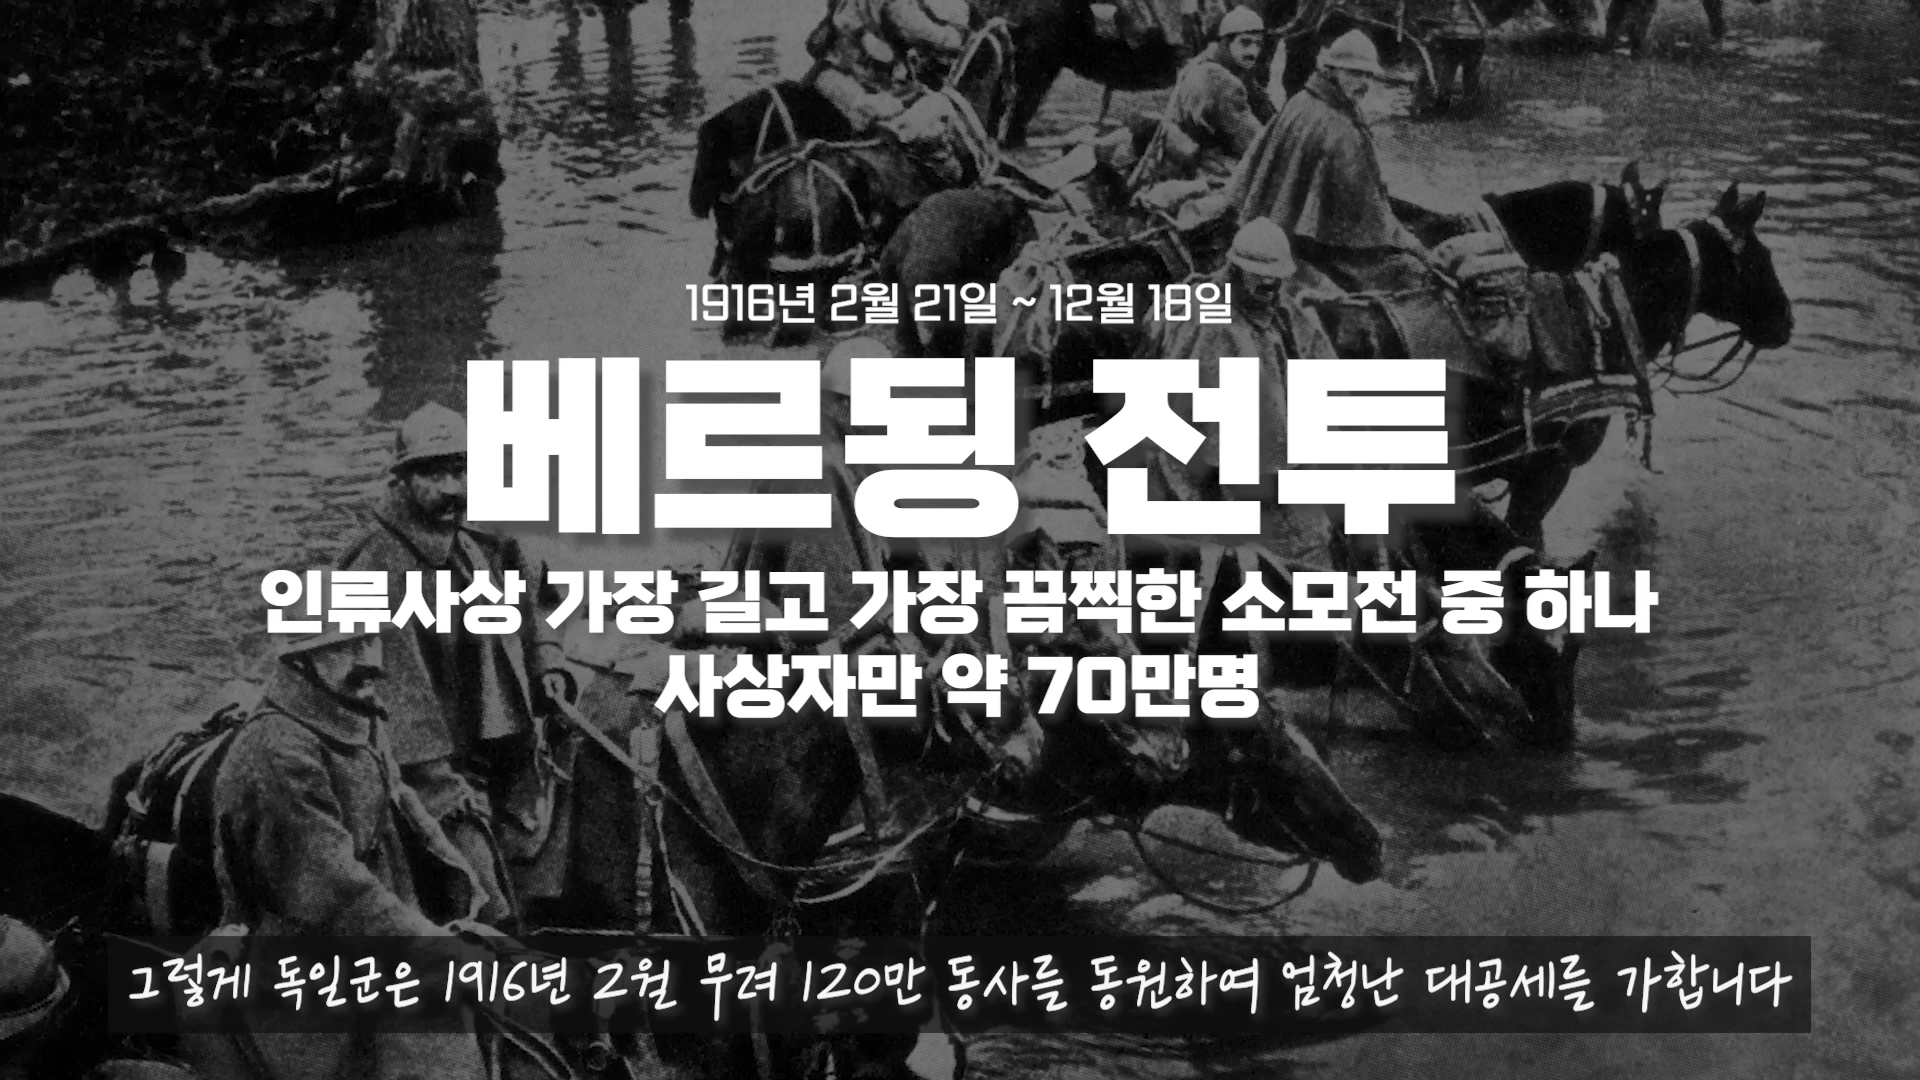 1916년 2월 21일 ~ 12월 18일
베르됭 전투
인류사상 가장 길고 가장 끔찍한 소모전 중 하나
사상자만 약 70만명
그렇게 독일군은 1916년 2월 무려 120만 동사를 동원하여 엄청난 대공세를 가합니다